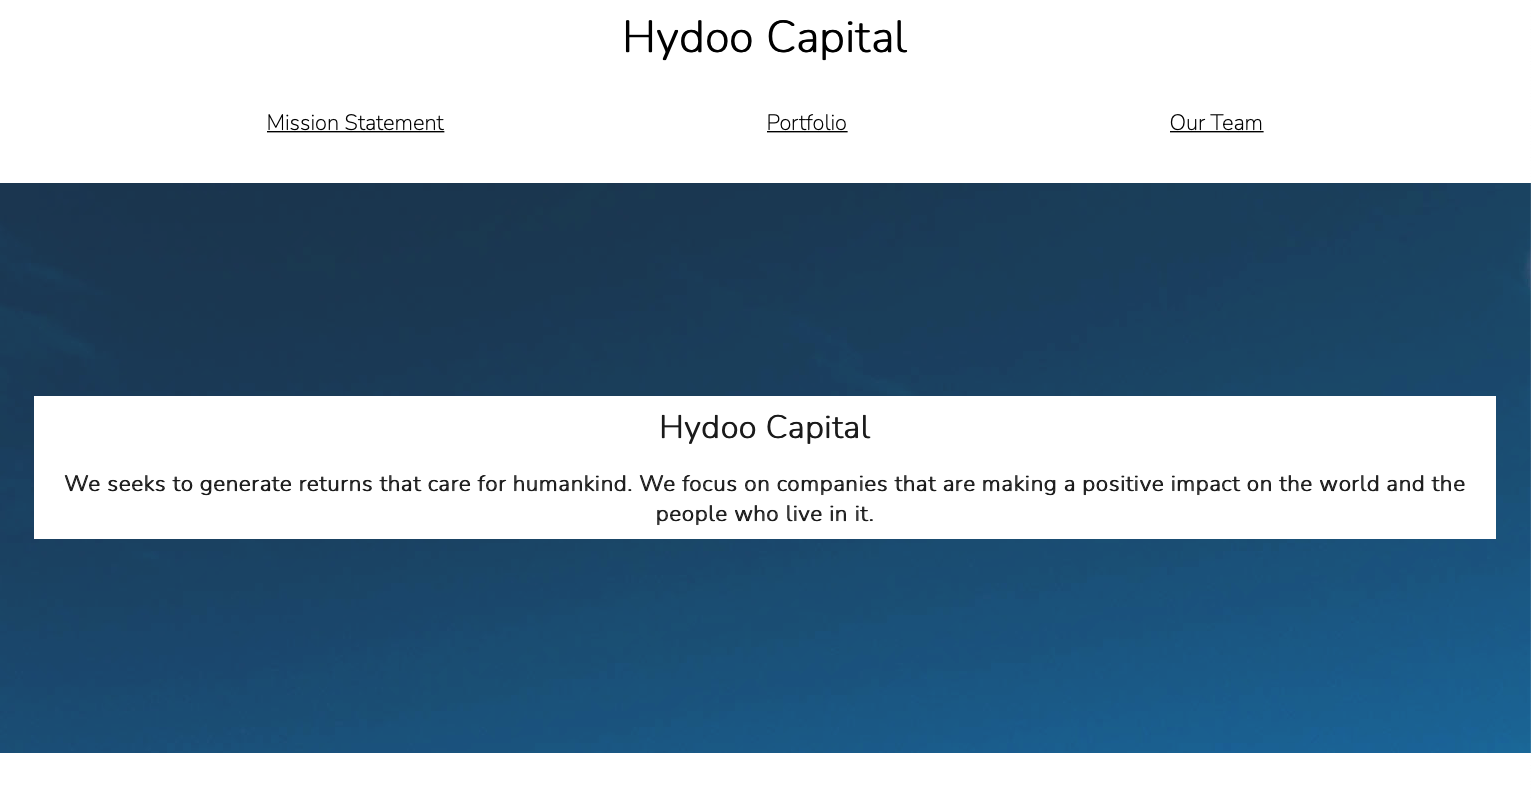 Hydoo Capital
Mission Statement
Portfolio
Our Team
Hydoo Capital
We seeks to generate returns that care for humankind. We focus on companies that are making a positive impact on the world and the
people who live in it.